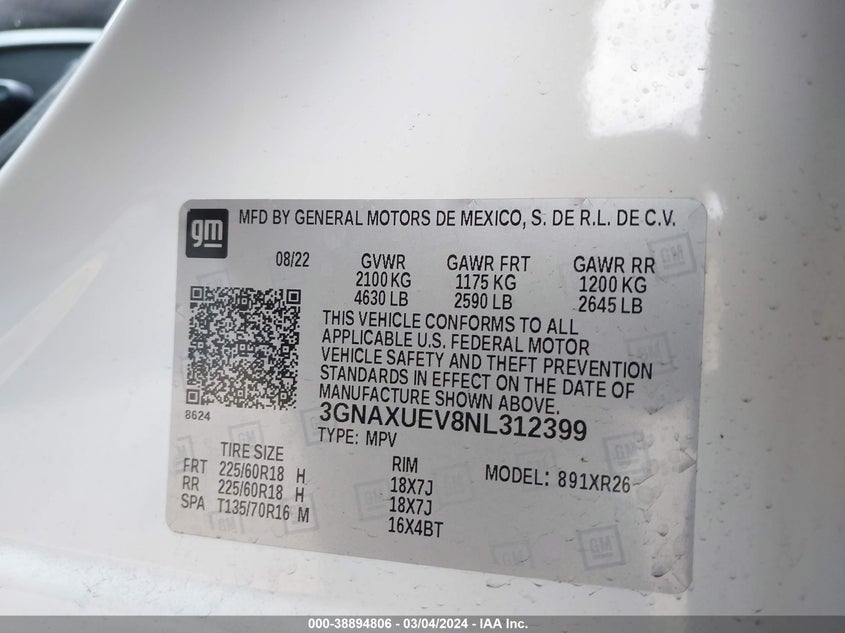 gm MFD BY GENERAL MOTORS DE MEXICO, S. DE R.L. DE C.V.
08/22 GVWR GAWR FRT GAWR RR
2100 KG 1175 KG 1200 KG
4630 LB 2590 LB 2645 LB
THIS VEHICLE CONFORMS TO ALL
APPLICABLE U.S. FEDERAL MOTOR
VEHICLE SAFETY AND THEFT PREVENTION
STANDARDS IN EFFECT ON THE DATE OF
MANUFACTURE SHOWN ABOVE.
8624
3GNAXUEV8NL312399
TYPE: MPV
TIRE SIZE RIM MODEL: 891XR26
FRT 225/60R18 H 18X7J
RR 225/60R18 H 18X7J
SPA T135/70R16 M 16X4BT
000-38894806 - 03/04/2024 - IAA Inc.